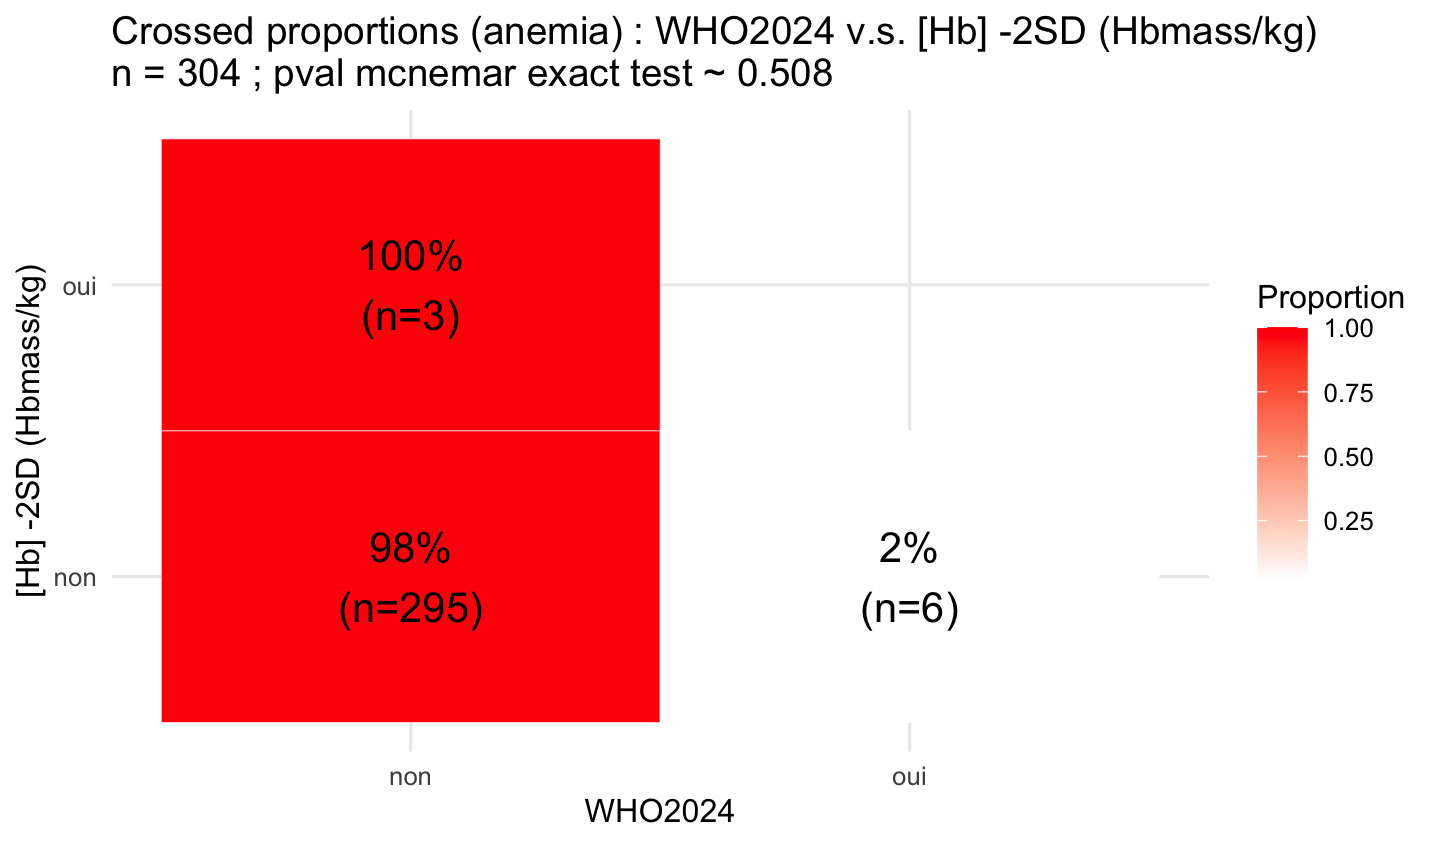 Crossed proportions (anemia) : WHO2024 v.s. [Hb] -2SD (Hbmass/kg)
n = 304 ; pval mcnemar exact test ~ 0.508
[Hb] -2SD (Hbmass/kg)
oui
non
100%
(n=3)
98%
(n=295)
2%
(n=6)
non
oui
WHO2024
Proportion
1.00
0.75
0.50
0.25